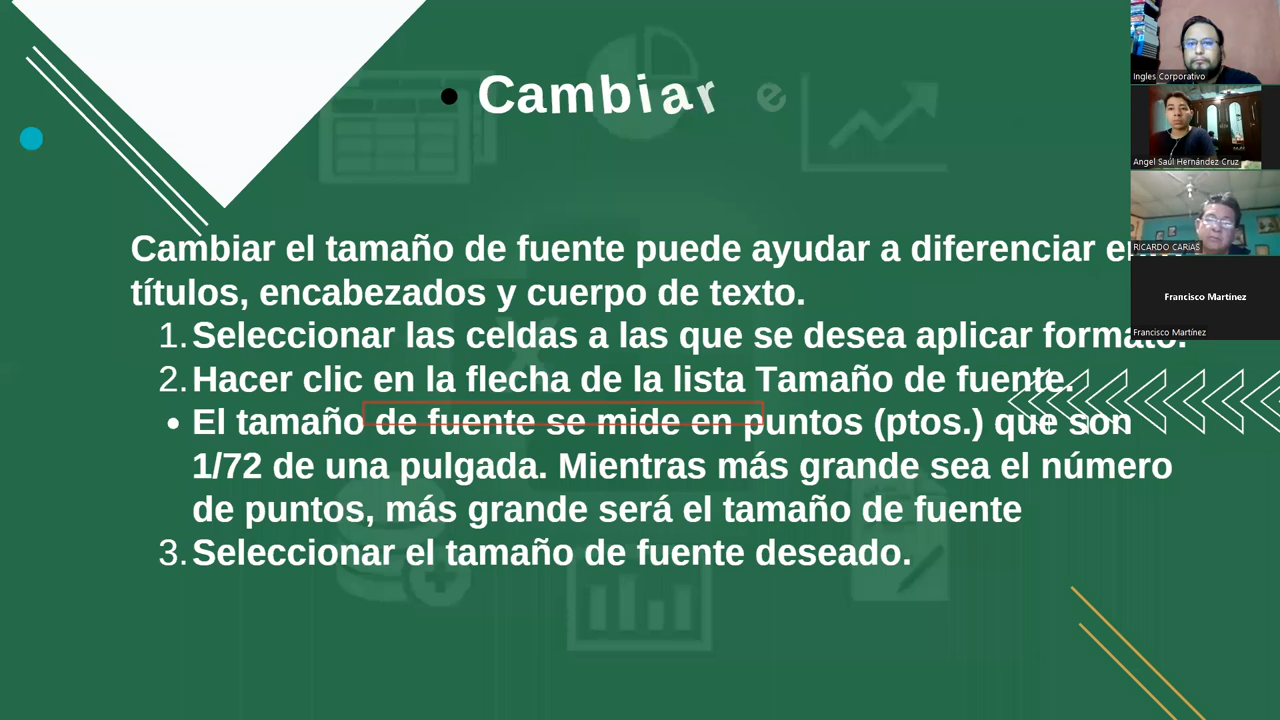 Cambiar e
Cambiar el tamaño de fuente puede ayudar a diferenciar
títulos, encabezados y cuerpo de texto.
1. Seleccionar las celdas a las que se desea aplicar formato.
2. Hacer clic en la flecha de la lista Tamaño de fuente.
• El tamaño de fuente se mide en puntos (ptos.) que son
1/72 de una pulgada. Mientras más grande sea el número
de puntos, más grande será el tamaño de fuente
3. Seleccionar el tamaño de fuente deseado.
Ingles Corporativo
Angel Saúl Hernández Cruz
RICARDO CARIAS
Francisco Martínez
Francisco Martínez